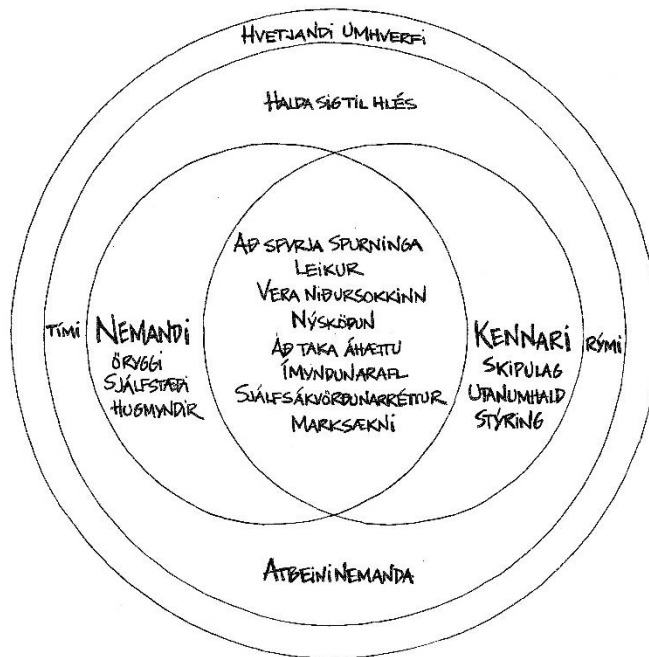 HVETJANDI UMHVERFI
HALDA SIG TIL HLÉS
AÐ SPYRJA SPURNINGA
LEIKUR
VERA NIÐURSOKKINN
NÝSKÖPUN
AÐ TAKA ÁHÆTTU
ÍMYNDUNARAFL
SJÁLFSÁKVÖRÐUNARRÉTTUR
MARKSÆKNI
TÍMI
NEMANDI
ÖRYGGI
SJÁLFSTÆÐI
HUGMYNDIR
KENNARI
SKIPULAG
UTANUMHALD
STÝRING
RÝMI
ATBEINI NEMANDA